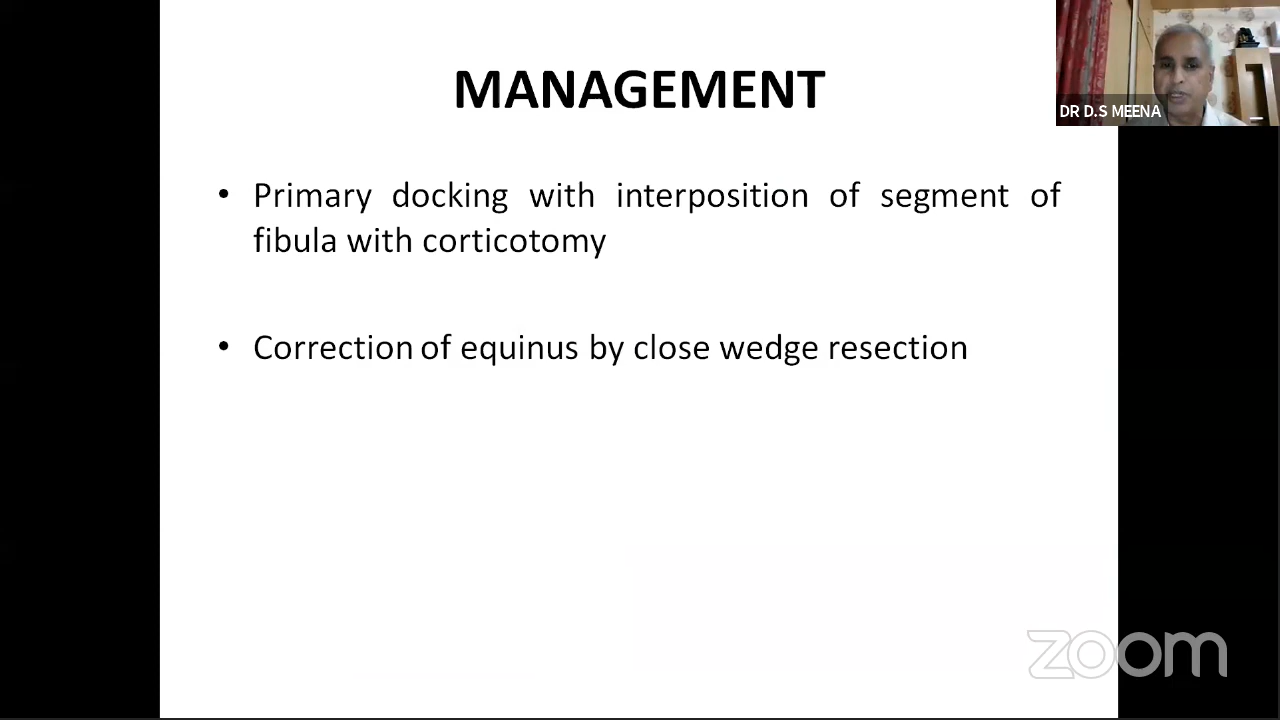 MANAGEMENT
DR D.S MEENA
• Primary docking with interposition of segment of
fibula with corticotomy
• Correction of equinus by close wedge resection
zoom